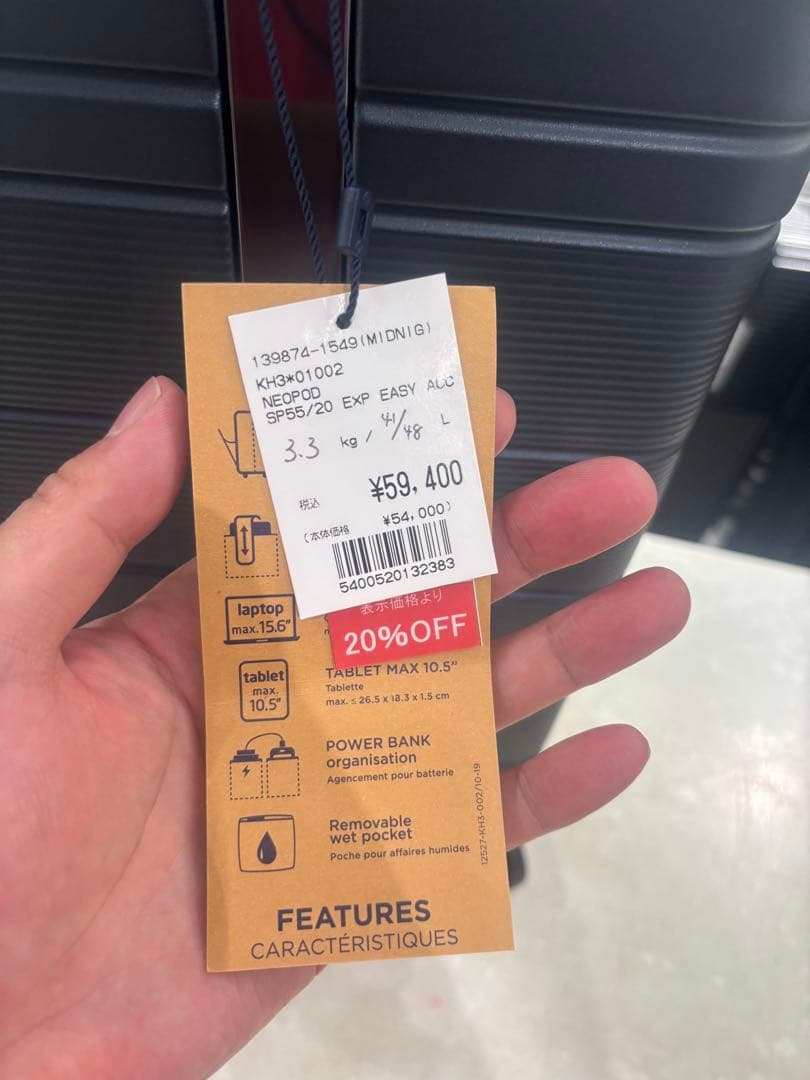 139874-1549(MIDNIG)
KH3*01002
NEOPOD
SP55/20 EXP EASY ACC
3.3 kg / 41/48 L
税込 ¥59,400
(本体価格 ¥54,000)
5400520132383
表示価格より
20%OFF
laptop
max.15.6"
tablet
max.
10.5"
TABLET MAX 10.5"
Tablette
max. ≤ 26.5 x 18.3 x 1.5 cm
POWER BANK
organisation
Agencement pour batterie
Removable
wet pocket
Poche pour affaires humides
12527-KH3-002/10-19
FEATURES
CARACTÉRISTIQUES